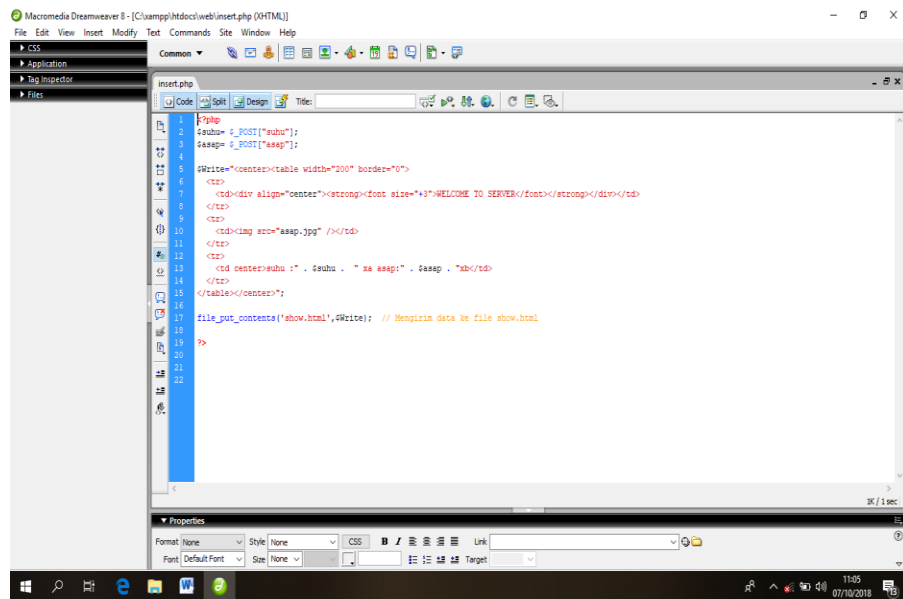 Macromedia Dreamweaver 8 - [C:\xampp\htdocs\web\insert.php (XHTML)]
File Edit View Insert Modify Text Commands Site Window Help
CSS
Application
Tag Inspector
Files
Common
insert.php
Code Split Design Title:
1 <?php
2 $suhu= $_POST["suhu"];
3 $asap= $_POST["asap"];
4
5 $Write="<center><table width="200" border="0">
6 <tr>
7 <td><div align="center"><strong><font size="+3">WELCOME TO SERVER</font></strong></div></td>
8 </tr>
9 <tr>
10 <td><img src="asap.jpg" /></td>
11 </tr>
12 <tr>
13 <td center>suhu :" . $suhu . " xa asap:" . $asap . "xb</td>
14 </tr>
15 </table></center>";
16
17 file_put_contents('show.html',$Write); // Mengirim data ke file show.html
18
19 ?>
20
21
22
1K / 1 sec
Properties
Format None Style None CSS B I Link
Font Default Font Size None Target
11:05
07/10/2018
13